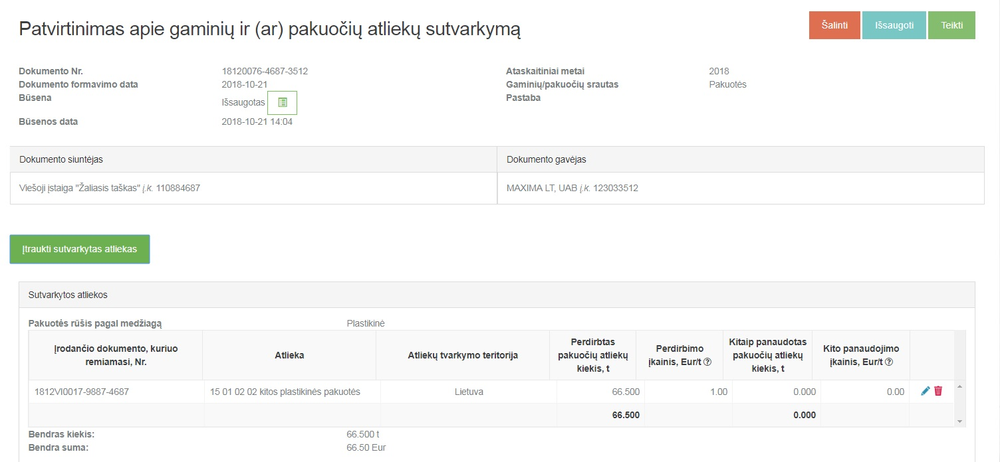 Patvirtinimas apie gaminių ir (ar) pakuočių atliekų sutvarkymą
Šalinti
Išsaugoti
Teikti
Dokumento Nr. 18120076-4687-3512
Dokumento formavimo data 2018-10-21
Būsena Išsaugotas
Būsenos data 2018-10-21 14:04
Ataskaitiniai metai 2018
Gaminių/pakuočių srautas Pakuotės
Pastaba
Dokumento siuntėjas
Dokumento gavėjas
Viešoji įstaiga "Žaliasis taškas" į.k. 110884687
MAXIMA LT, UAB į.k. 123033512
Įtraukti sutvarkytas atliekas
Sutvarkytos atliekos
Pakuotės rūšis pagal medžiagą Plastikinė
Įrodančio dokumento, kuriuo
remiamasi, Nr.
Atlieka
Atliekų tvarkymo teritorija
Perdirbtas
pakuočių atliekų
kiekis, t
Perdirbimo
įkainis, Eur/t
Kitaip panaudotas
pakuočių atliekų
kiekis, t
Kito panaudojimo
įkainis, Eur/t
1812VI0017-9887-4687 15 01 02 02 kitos plastikinės pakuotės Lietuva 66.500 1.00 0.000 0.00
66.500 0.000
Bendras kiekis: 66.500 t
Bendra suma: 66.50 Eur